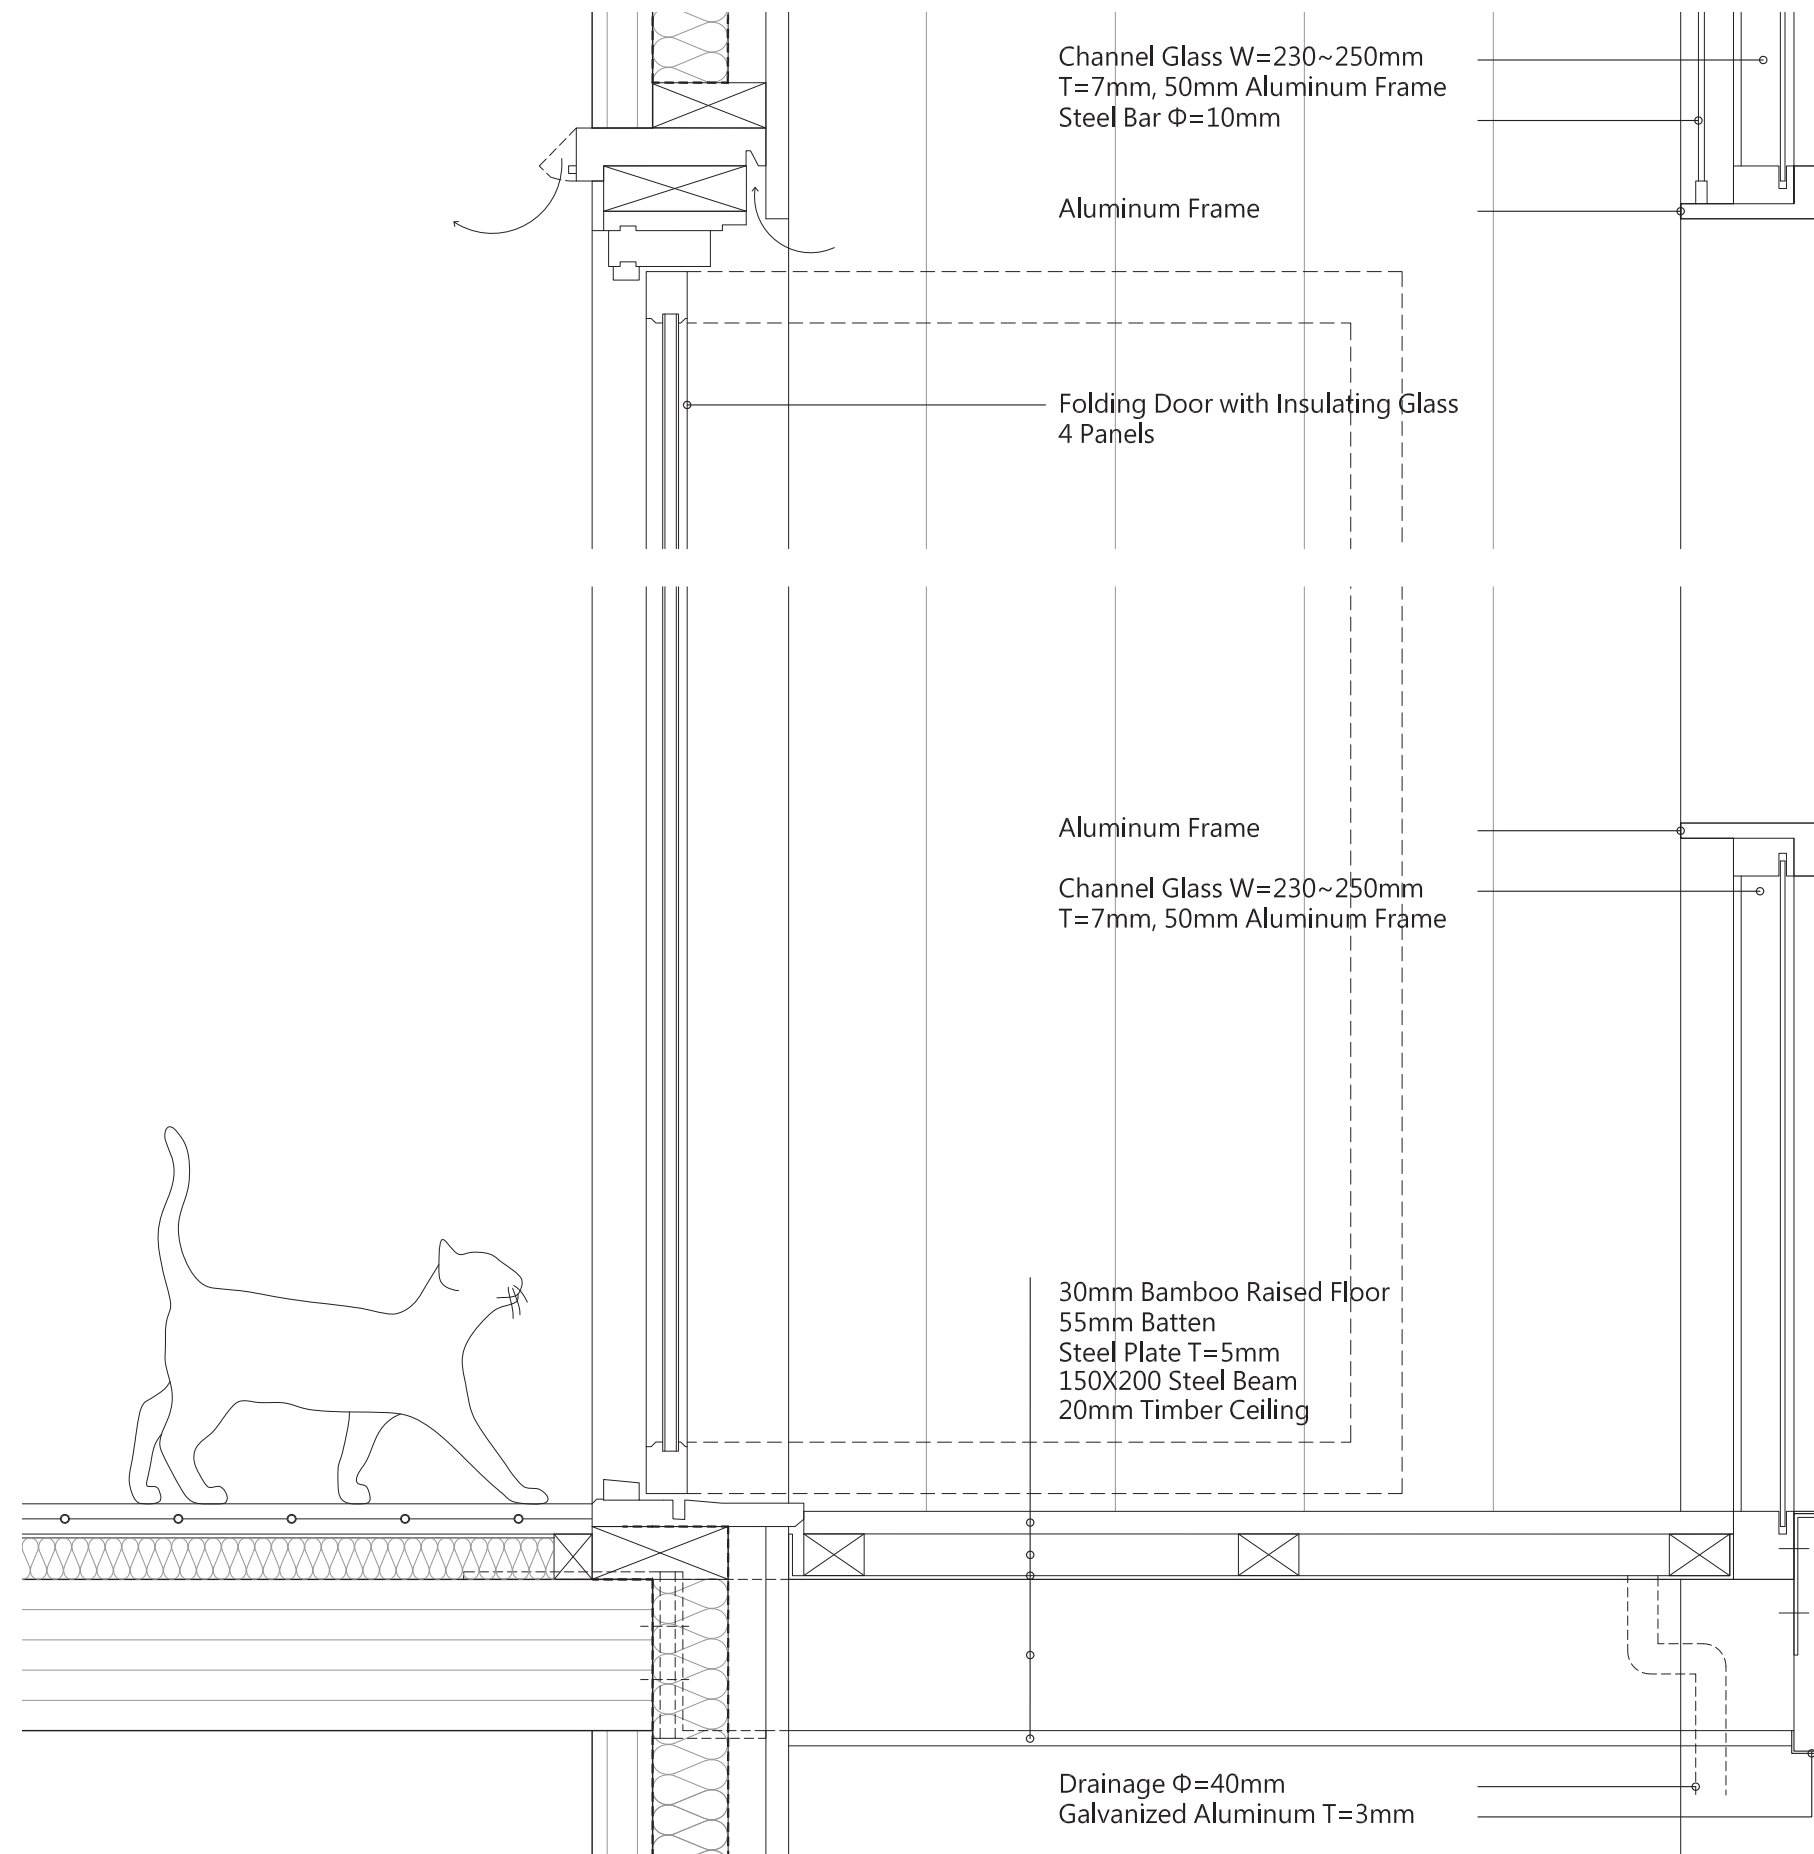 Channel Glass W=230~250mm
T=7mm, 50mm Aluminum Frame
Steel Bar Φ=10mm
Aluminum Frame
Folding Door with Insulating Glass
4 Panels
Aluminum Frame
Channel Glass W=230~250mm
T=7mm, 50mm Aluminum Frame
30mm Bamboo Raised Floor
55mm Batten
Steel Plate T=5mm
150X200 Steel Beam
20mm Timber Ceiling
Drainage Φ=40mm
Galvanized Aluminum T=3mm